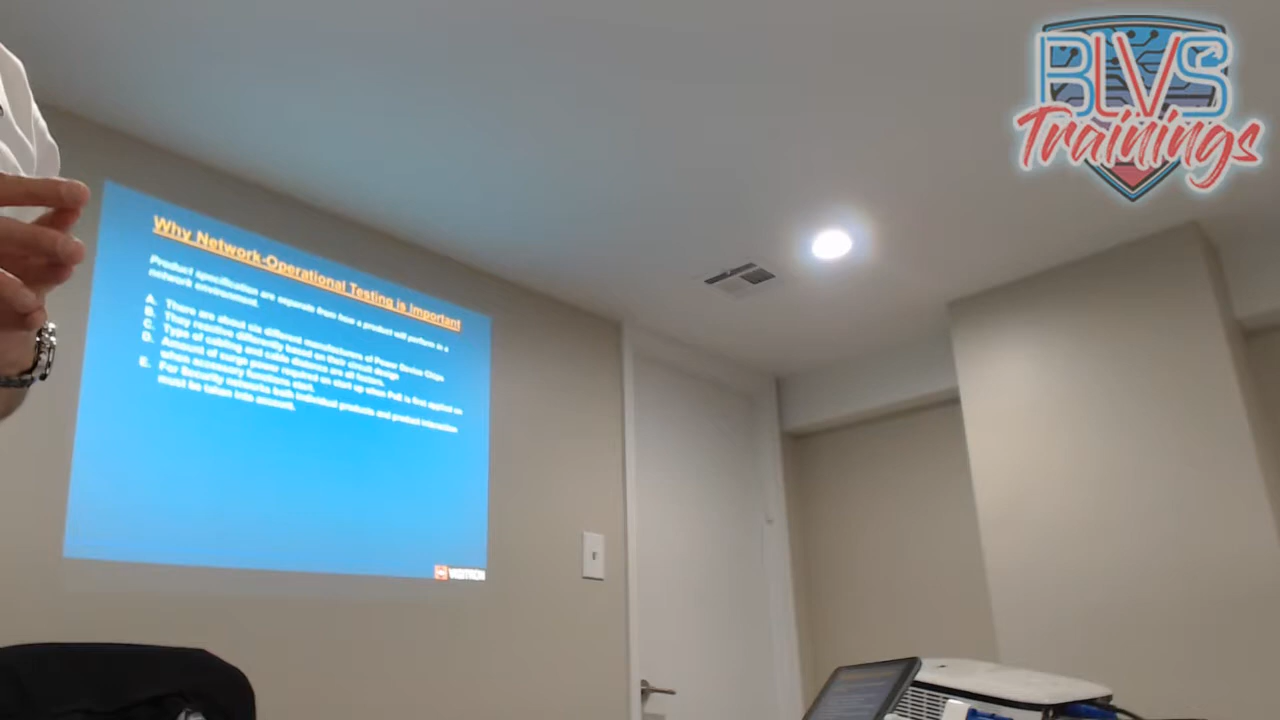 BLVS
Trainings
Why Network-Operational Testing is Important
Product specification are seperate from how a product will perform in a
network environment.
A. There are about six different manufacturers of Power Device Chips
B. They resistive differently based on their circuit design
C. Type of cabling and cable distance are all factors.
D. Amount of surge power required on start up when PoE is first applied or
when accessory functions start.
E. For Security networks both individual products and product interaction
must be taken into account.